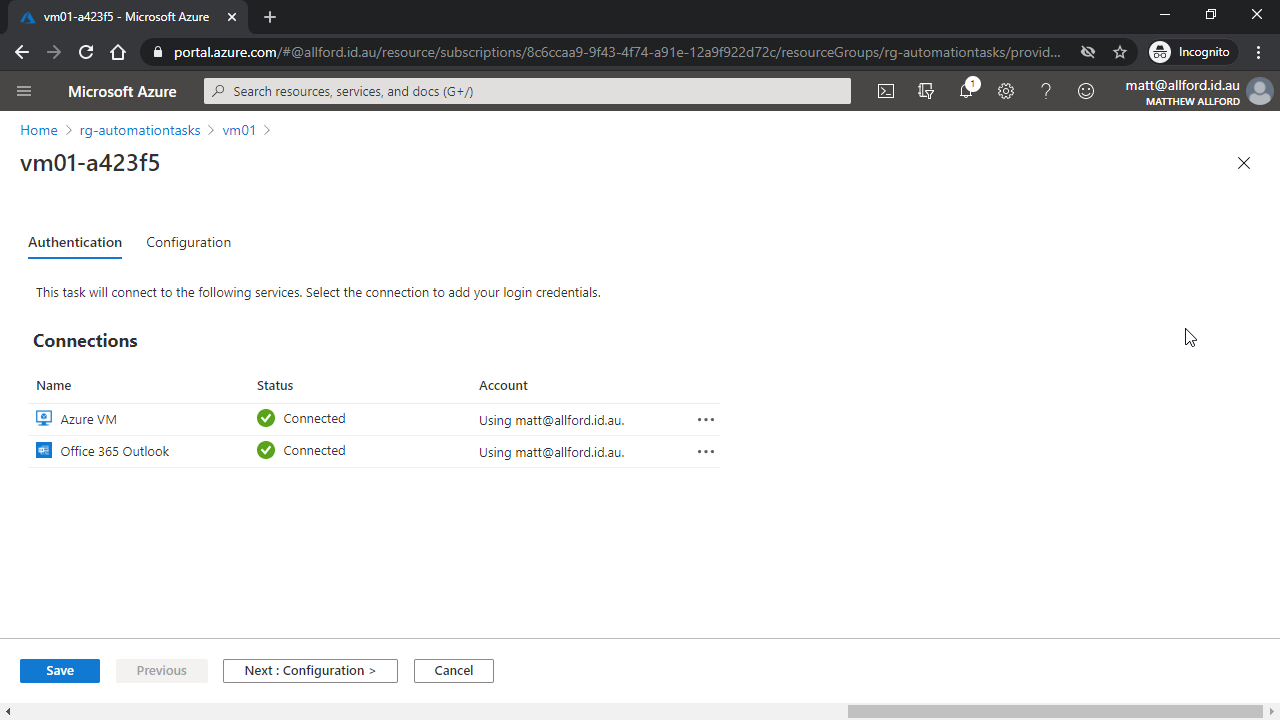 vm01-a423f5 - Microsoft Azure
portal.azure.com/#@allford.id.au/resource/subscriptions/8c6ccaa9-9f43-4f74-a91e-12a9f922d72c/resourceGroups/rg-automationtasks/provid...
Incognito
Microsoft Azure
Search resources, services, and docs (G+/)
1
matt@allford.id.au
MATTHEW ALLFORD
Home > rg-automationtasks > vm01 >
vm01-a423f5
Authentication Configuration
This task will connect to the following services. Select the connection to add your login credentials.
Connections
Name Status Account
Azure VM Connected Using matt@allford.id.au.
Office 365 Outlook Connected Using matt@allford.id.au.
Save Previous Next : Configuration > Cancel